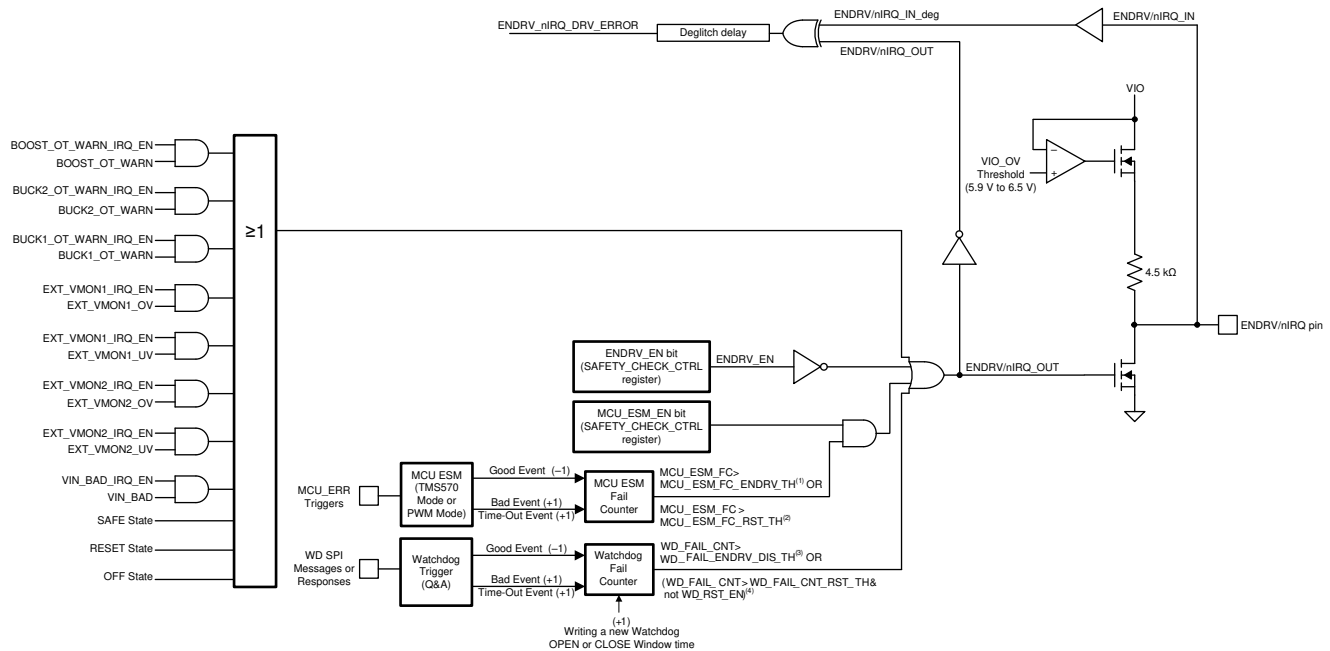 ENDRV_nIRQ_DRV_ERROR
Deglitch delay
ENDRV/nIRQ_IN_deg
ENDRV/nIRQ_IN
ENDRV/nIRQ_OUT
VIO
VIO_OV
Threshold
(5.9 V to 6.5 V)
−
+
4.5 kΩ
ENDRV/nIRQ pin
BOOST_OT_WARN_IRQ_EN
BOOST_OT_WARN
BUCK2_OT_WARN_IRQ_EN
BUCK2_OT_WARN
BUCK1_OT_WARN_IRQ_EN
BUCK1_OT_WARN
EXT_VMON1_IRQ_EN
EXT_VMON1_OV
EXT_VMON1_IRQ_EN
EXT_VMON1_UV
EXT_VMON2_IRQ_EN
EXT_VMON2_OV
EXT_VMON2_IRQ_EN
EXT_VMON2_UV
VIN_BAD_IRQ_EN
VIN_BAD
SAFE State
RESET State
OFF State
≥1
ENDRV_EN bit
(SAFETY_CHECK_CTRL
register)
ENDRV_EN
ENDRV/nIRQ_OUT
MCU_ESM_EN bit
(SAFETY_CHECK_CTRL
register)
MCU_ERR
Triggers
MCU ESM
(TMS570
Mode or
PWM Mode)
Good Event (−1)
Bad Event (+1)
Time-Out Event (+1)
MCU ESM
Fail
Counter
MCU_ESM_FC>
MCU_ESM_FC_ENDRV_TH(1) OR
MCU_ESM_FC>
MCU_ESM_FC_RST_TH(2)
WD SPI
Messages or
Responses
Watchdog
Trigger
(Q&A)
Good Event (−1)
Bad Event (+1)
Time-Out Event (+1)
Watchdog
Fail
Counter
WD_FAIL_CNT>
WD_FAIL_ENDRV_DIS_TH(3) OR
(WD_FAIL_CNT> WD_FAIL_CNT_RST_TH&
not WD_RST_EN)(4)
(+1)
Writing a new Watchdog
OPEN or CLOSE Window time